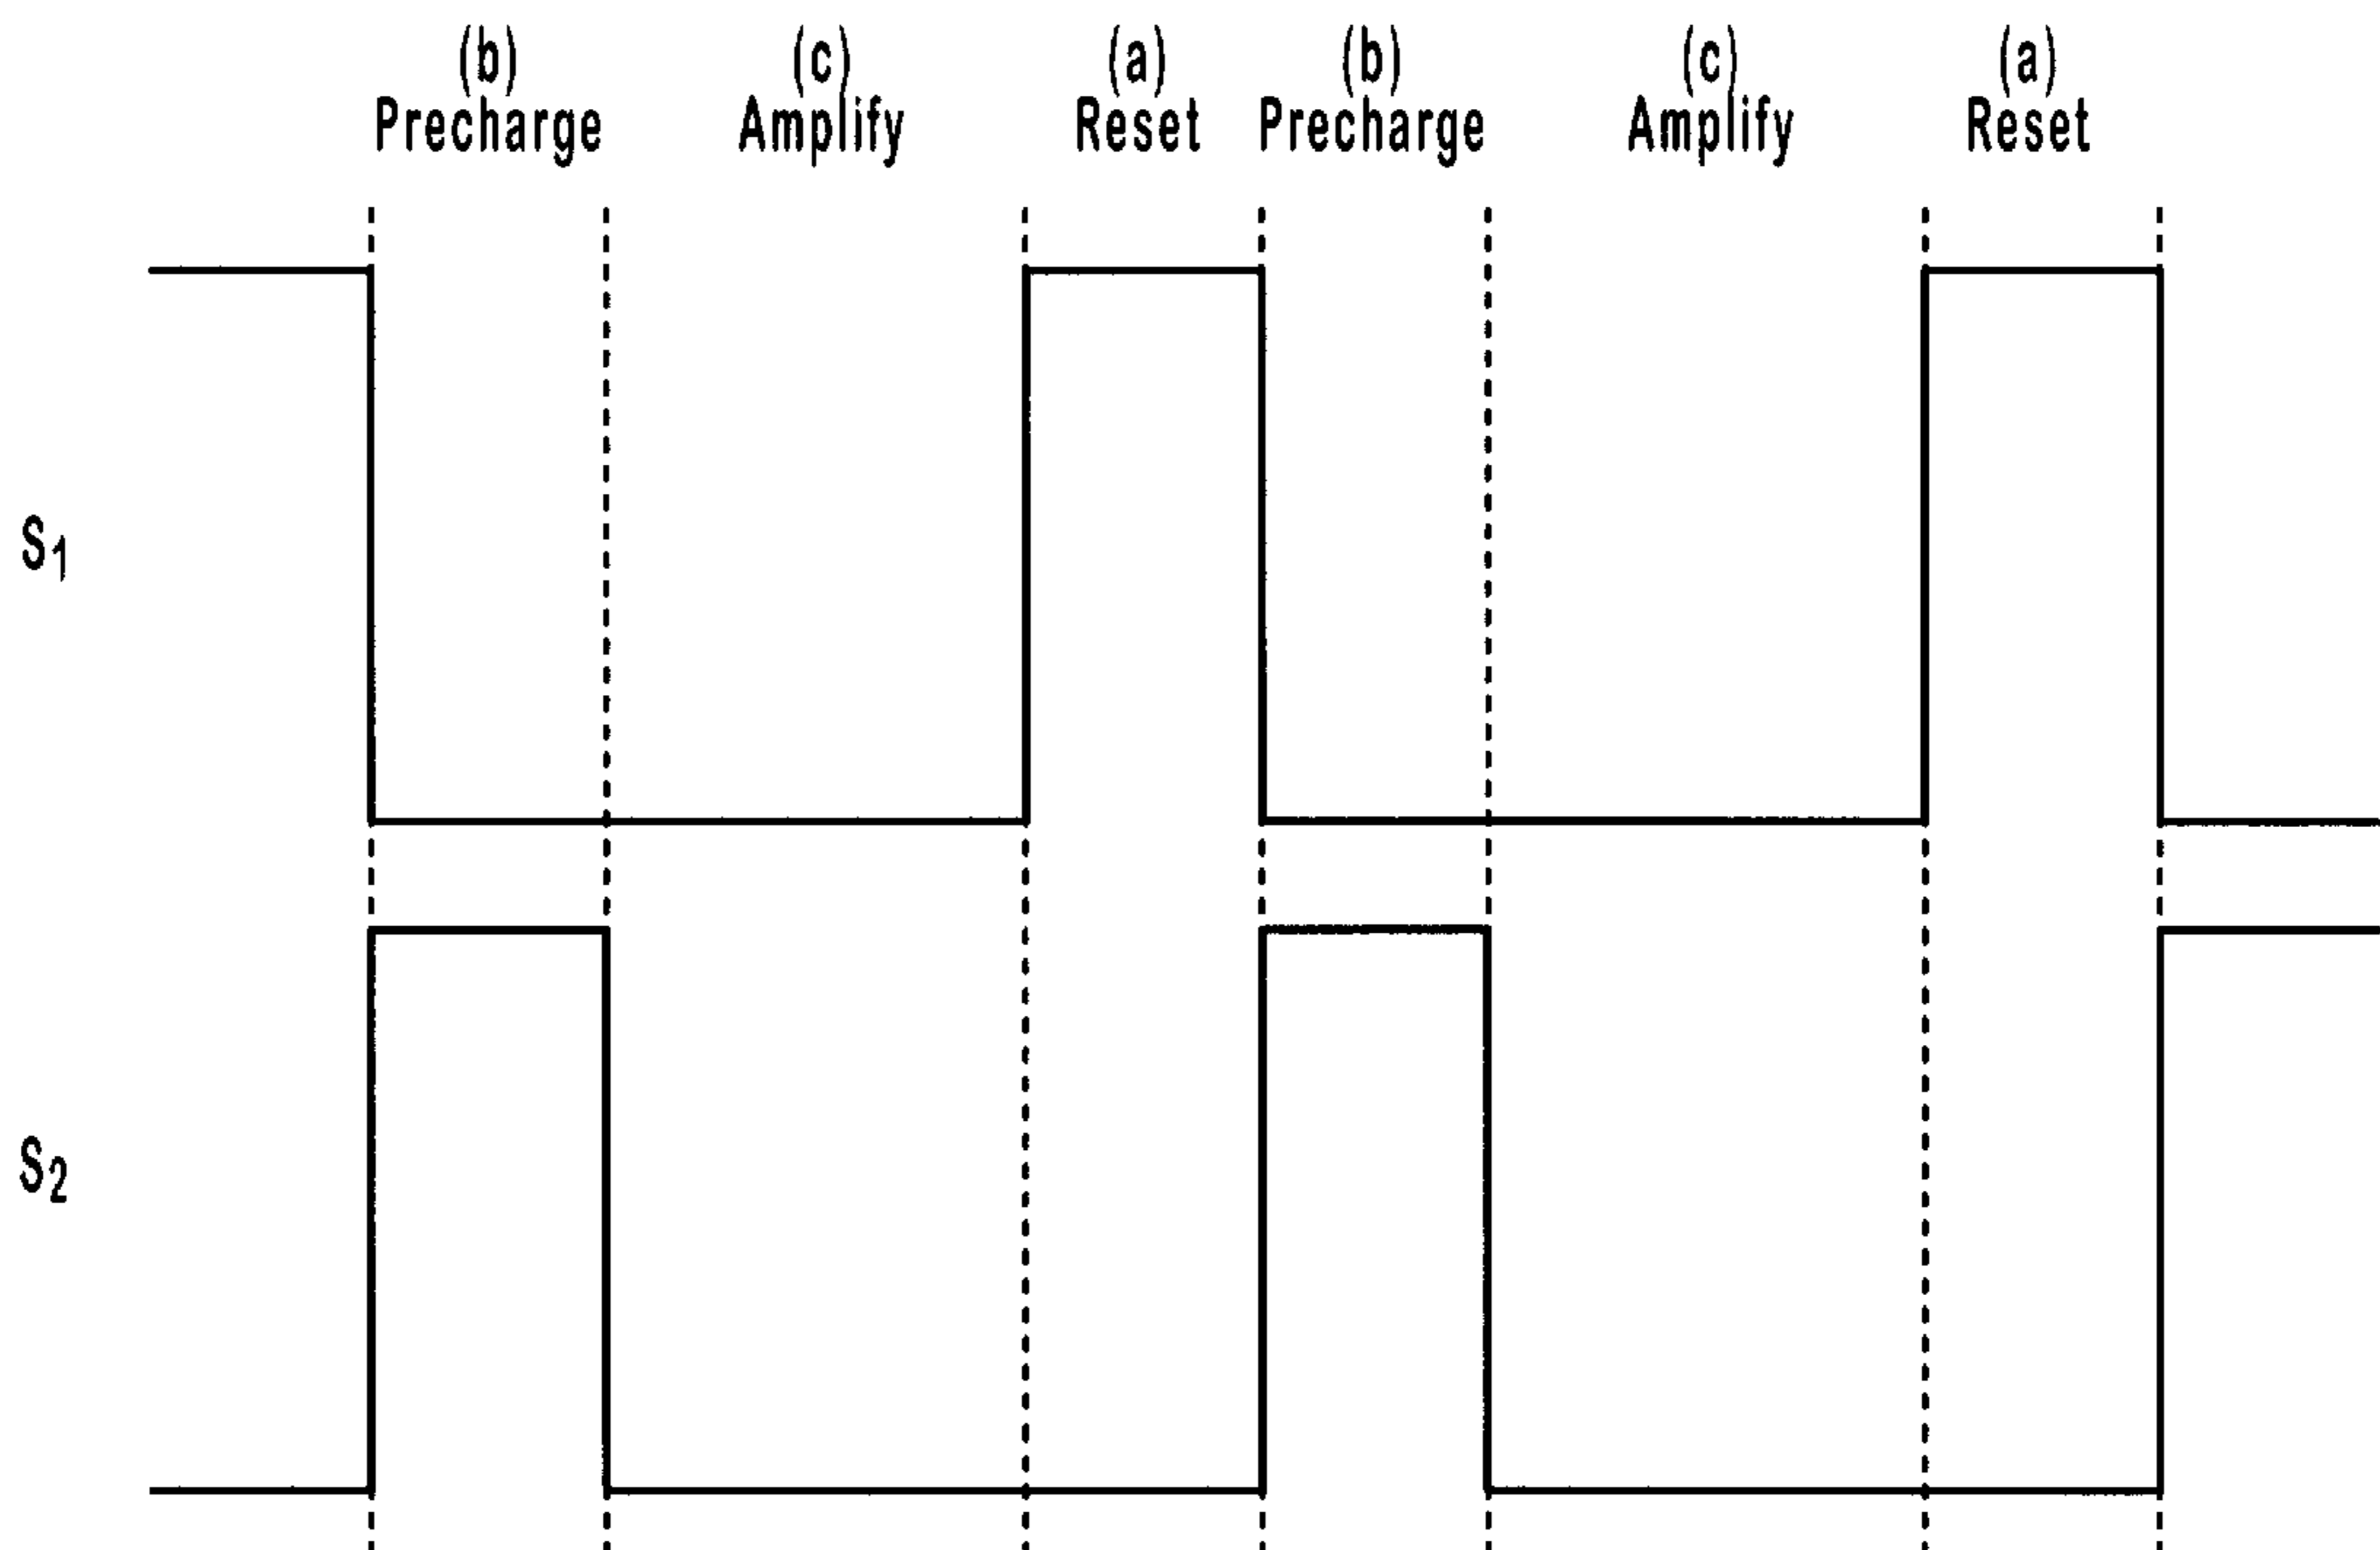 (b) (c) (a) (b) (c) (a)
Precharge Amplify Reset Precharge Amplify Reset
S1
S2